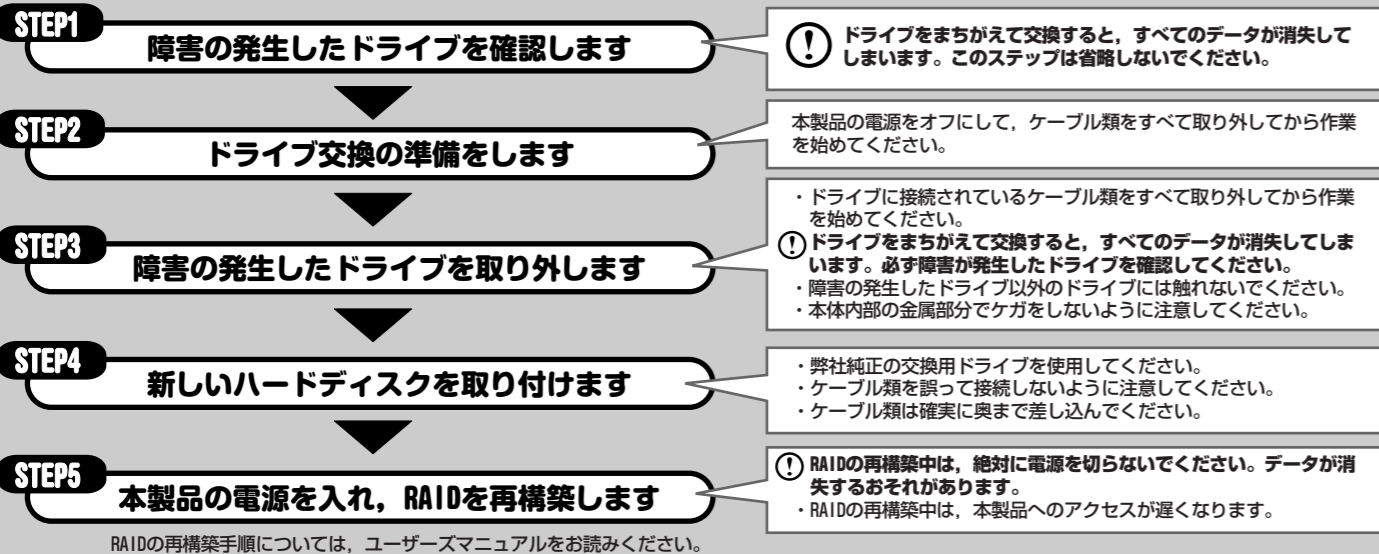 STEP1
障害の発生したドライブを確認します
ドライブをまちがえて交換すると，すべてのデータが消失して
しまいます。このステップは省略しないでください。
STEP2
ドライブ交換の準備をします
本製品の電源をオフにして，ケーブル類をすべて取り外してから作業
を始めてください。
STEP3
障害の発生したドライブを取り外します
・ドライブに接続されているケーブル類をすべて取り外してから作業
を始めてください。
ドライブをまちがえて交換すると，すべてのデータが消失してしま
います。必ず障害が発生したドライブを確認してください。
・障害の発生したドライブ以外のドライブには触れないでください。
・本体内部の金属部分でケガをしないように注意してください。
STEP4
新しいハードディスクを取り付けます
・弊社純正の交換用ドライブを使用してください。
・ケーブル類を誤って接続しないように注意してください。
・ケーブル類は確実に奥まで差し込んでください。
STEP5
本製品の電源を入れ，RAIDを再構築します
RAIDの再構築中は，絶対に電源を切らないでください。データが消
失するおそれがあります。
・RAIDの再構築中は，本製品へのアクセスが遅くなります。
RAIDの再構築手順については，ユーザーズマニュアルをお読みください。